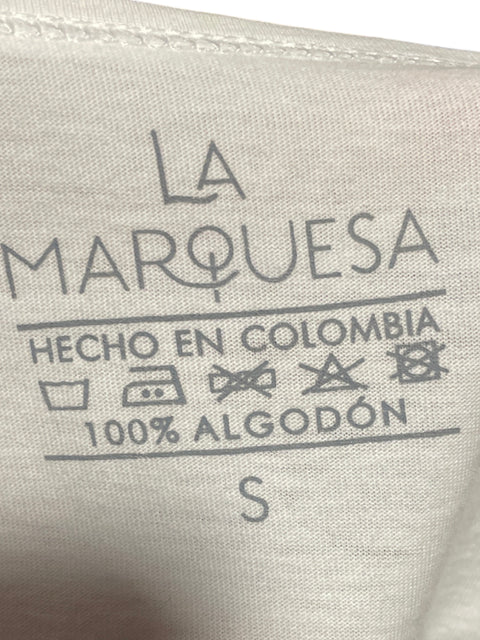 LA
MARQUESA
HECHO EN COLOMBIA
100% ALGODÓN
S